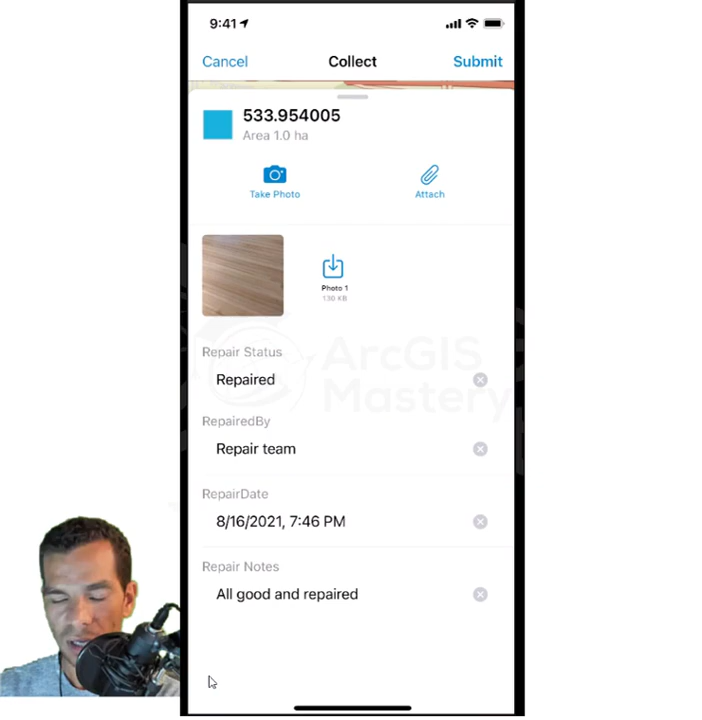 9:41
Cancel Collect Submit
533.954005
Area 1.0 ha
Take Photo Attach
Photo 1
130 KB
Repair Status
ArcGIS
Repaired
Mastery
RepairedBy
Repair team
RepairDate
8/16/2021, 7:46 PM
Repair Notes
All good and repaired